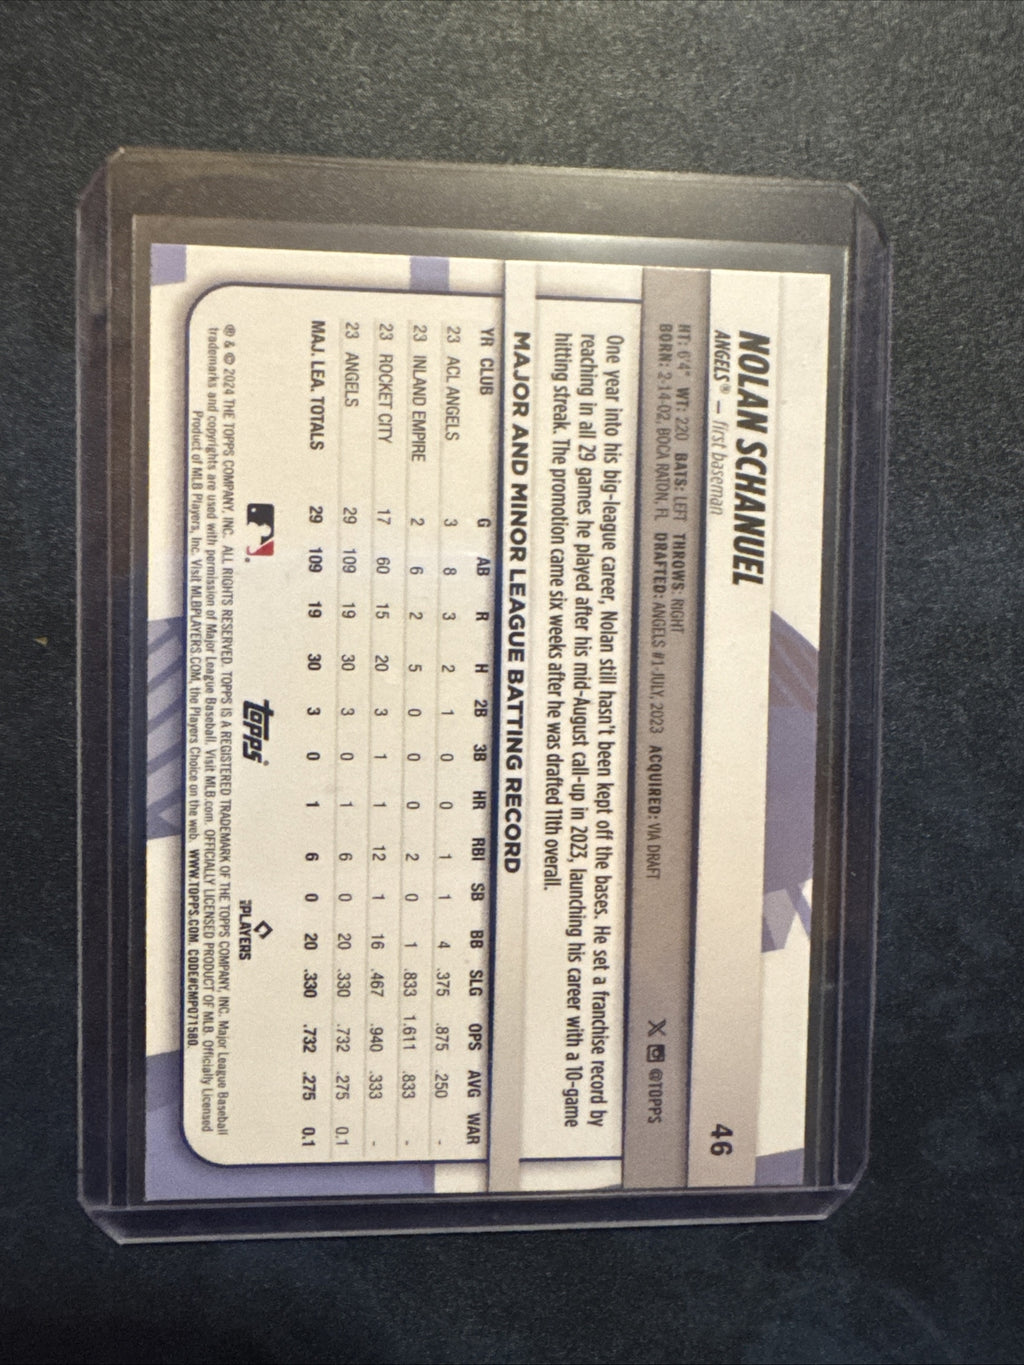 46
NOLAN SCHANUEL
ANGELS® – first baseman
HT: 6'4" WT: 220 BATS: LEFT THROWS: RIGHT
BORN: 2-14-02, BOCA RATON, FL DRAFTED: ANGELS #1-JULY, 2023 ACQUIRED: VIA DRAFT
@TOPPS
One year into his big-league career, Nolan still hasn't been kept off the bases. He set a franchise record by
reaching in all 29 games he played after his mid-August call-up in 2023, launching his career with a 10-game
hitting streak. The promotion came six weeks after he was drafted 11th overall.
MAJOR AND MINOR LEAGUE BATTING RECORD
YR CLUB G AB R H 2B 3B HR RBI SB BB SLG OPS AVG WAR
23 ACL ANGELS 3 8 3 2 1 0 0 1 1 4 .375 .875 .250 -
23 INLAND EMPIRE 2 6 2 5 0 0 0 2 0 1 .833 1.611 .833 -
23 ROCKET CITY 17 60 15 20 3 1 1 12 1 16 .467 .940 .333 -
23 ANGELS 29 109 19 30 3 0 1 6 0 20 .330 .732 .275 0.1
MAJ. LEA. TOTALS 29 109 19 30 3 0 1 6 0 20 .330 .732 .275 0.1
topps®
PLAYERS
® & © 2024 THE TOPPS COMPANY, INC. ALL RIGHTS RESERVED. TOPPS IS A REGISTERED TRADEMARK OF THE TOPPS COMPANY, INC. Major League Baseball
trademarks and copyrights are used with permission of Major League Baseball. Visit MLB.com. OFFICIALLY LICENSED PRODUCT OF MLB. Officially Licensed
Product of MLB Players, Inc. Visit MLBPLAYERS.COM, the Players Choice on the web. WWW.TOPPS.COM. CODE#CMP071580.